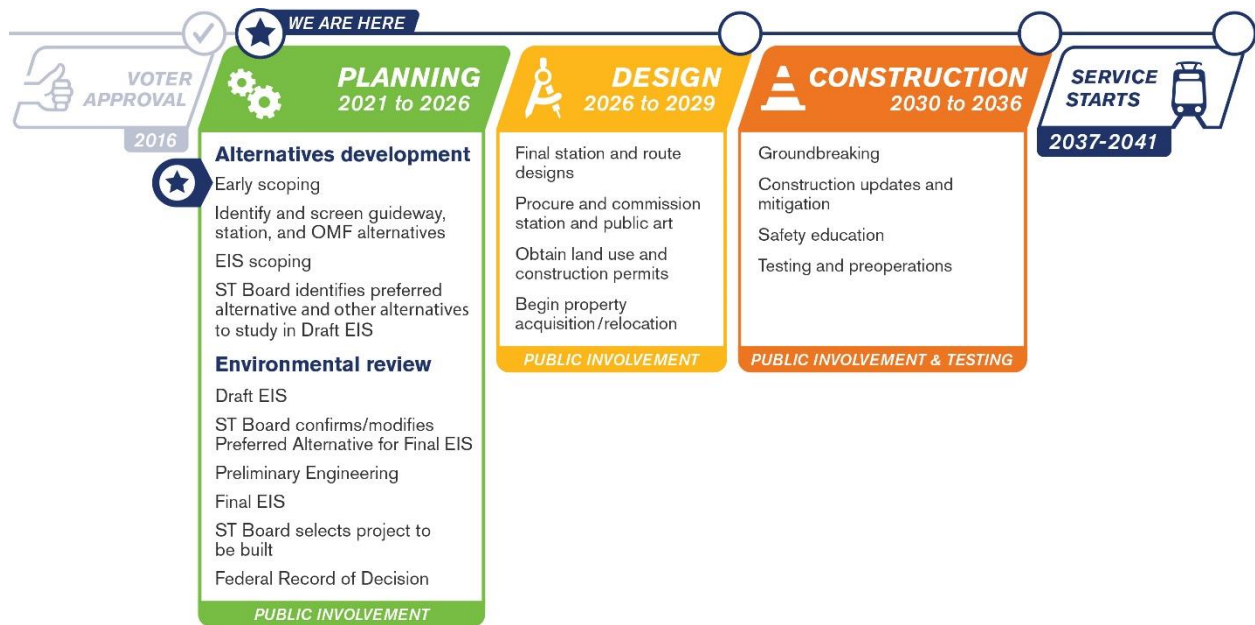 WE ARE HERE
VOTER
APPROVAL
2016
PLANNING
2021 to 2026
Alternatives development
Early scoping
Identify and screen guideway,
station, and OMF alternatives
EIS scoping
ST Board identifies preferred
alternative and other alternatives
to study in Draft EIS
Environmental review
Draft EIS
ST Board confirms/modifies
Preferred Alternative for Final EIS
Preliminary Engineering
Final EIS
ST Board selects project to
be built
Federal Record of Decision
PUBLIC INVOLVEMENT
DESIGN
2026 to 2029
Final station and route
designs
Procure and commission
station and public art
Obtain land use and
construction permits
Begin property
acquisition/relocation
PUBLIC INVOLVEMENT
CONSTRUCTION
2030 to 2036
Groundbreaking
Construction updates and
mitigation
Safety education
Testing and preoperations
PUBLIC INVOLVEMENT & TESTING
SERVICE
STARTS
2037-2041